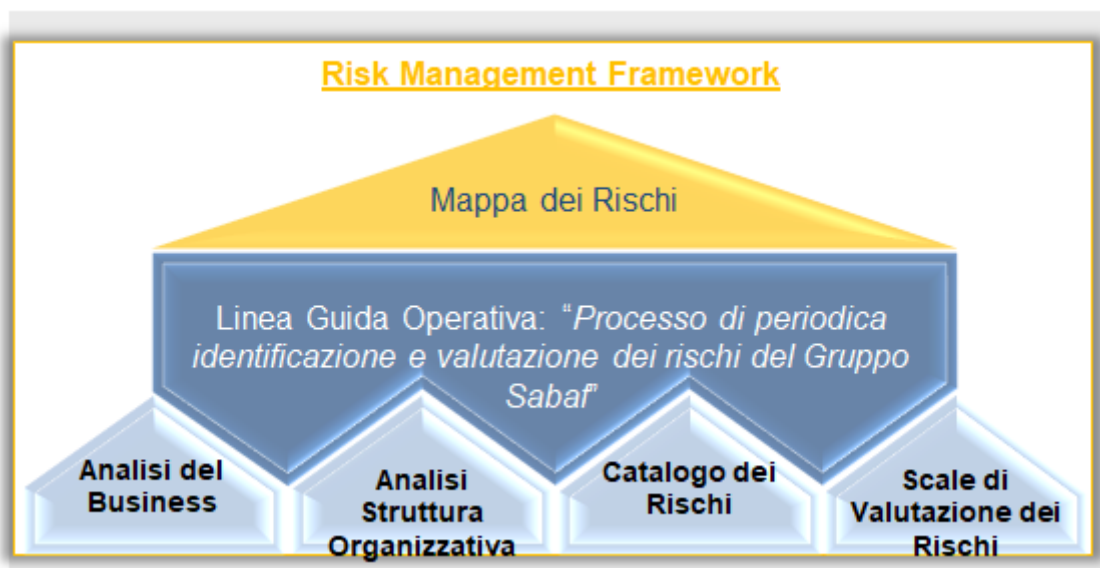 Risk Management Framework
Mappa dei Rischi
Linea Guida Operativa: “Processo di periodica
identificazione e valutazione dei rischi del Gruppo
Sabaf”
Analisi del
Business
Analisi
Struttura
Organizzativa
Catalogo dei
Rischi
Scale di
Valutazione dei
Rischi